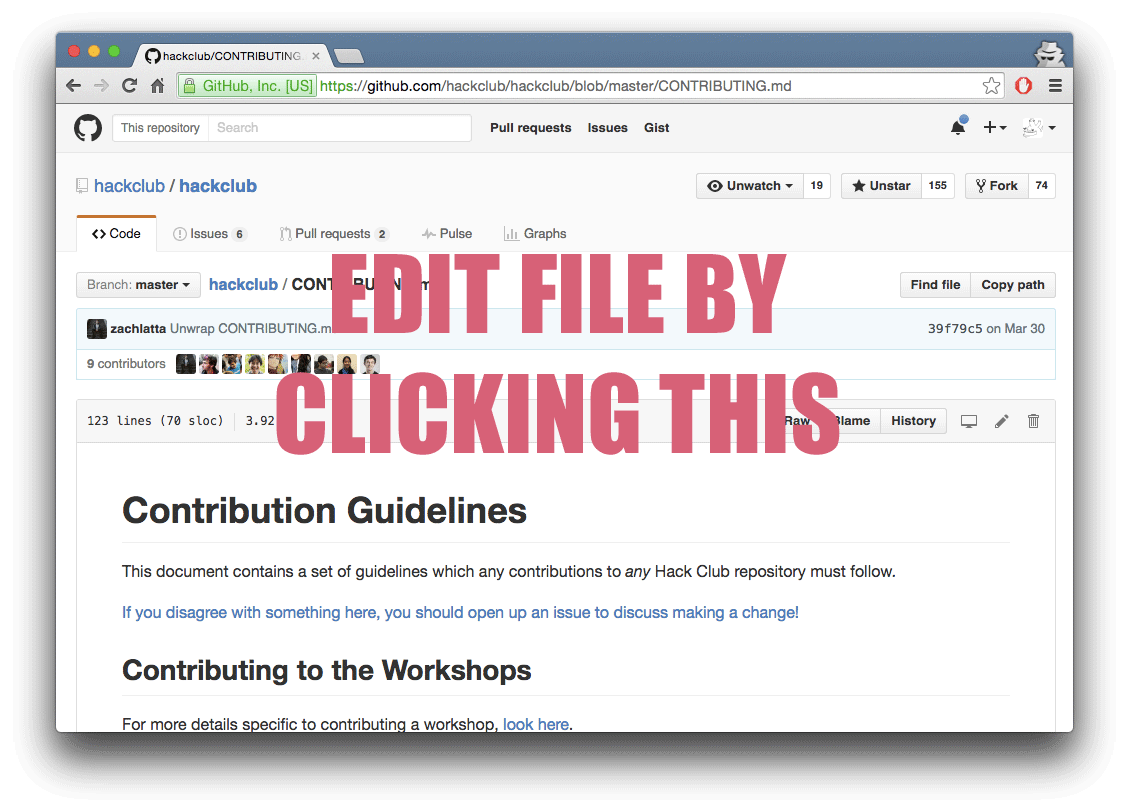 hackclub/CONTRIBUTING.
GitHub, Inc. [US] https://github.com/hackclub/hackclub/blob/master/CONTRIBUTING.md
This repository Search Pull requests Issues Gist
hackclub / hackclub Unwatch 19 Unstar 155 Fork 74
Code Issues 6 Pull requests 2 Pulse Graphs
EDIT FILE BY
Branch: master hackclub / Find file Copy path
zachlatta Unwrap CONTRIBUTING.m 39f79c5 on Mar 30
9 contributors
CLICKING THIS
123 lines (70 sloc) 3.92 Raw Blame History
Contribution Guidelines
This document contains a set of guidelines which any contributions to any Hack Club repository must follow.
If you disagree with something here, you should open up an issue to discuss making a change!
Contributing to the Workshops
For more details specific to contributing a workshop, look here.